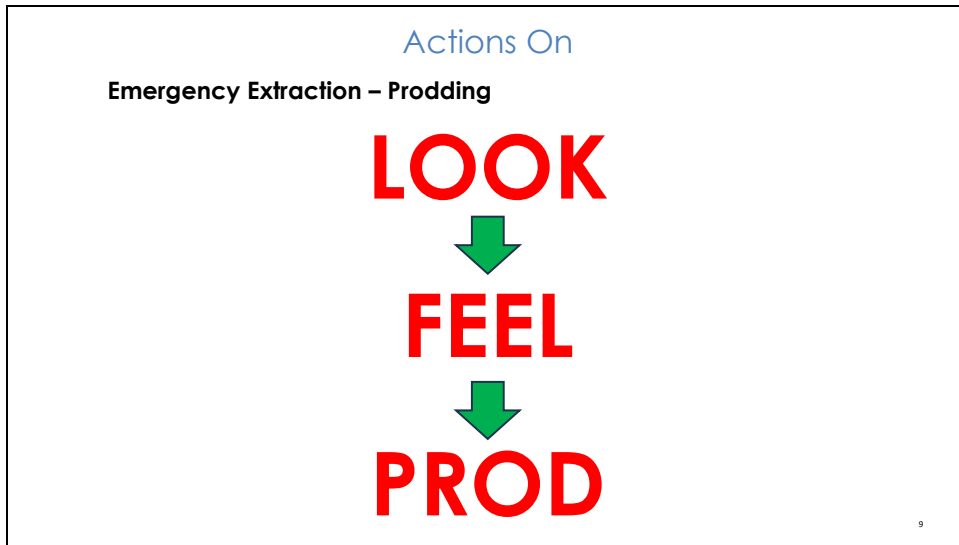 Actions On
Emergency Extraction – Prodding
LOOK
FEEL
PROD
9